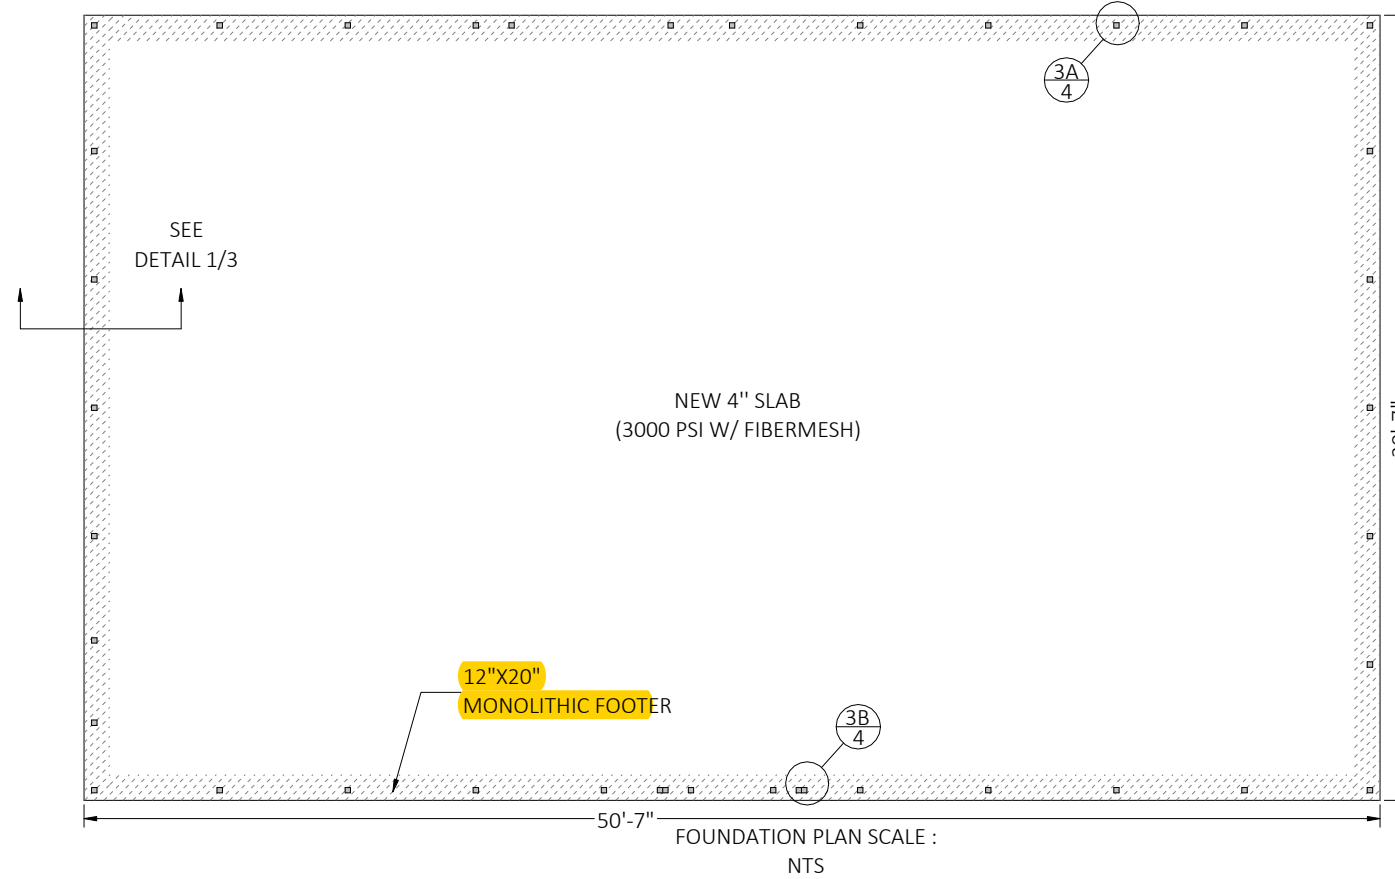 3A
4
SEE
DETAIL 1/3
NEW 4" SLAB
(3000 PSI W/ FIBERMESH)
12"X20"
MONOLITHIC FOOTER
3B
4
50'-7"
FOUNDATION PLAN SCALE :
NTS